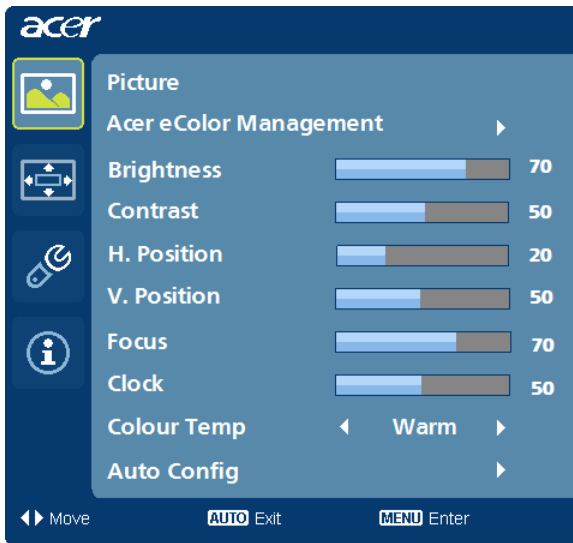 acer
Picture
Acer eColor Management
Brightness 70
Contrast 50
H. Position 20
V. Position 50
Focus 70
Clock 50
Colour Temp Warm
Auto Config
Move AUTO Exit MENU Enter